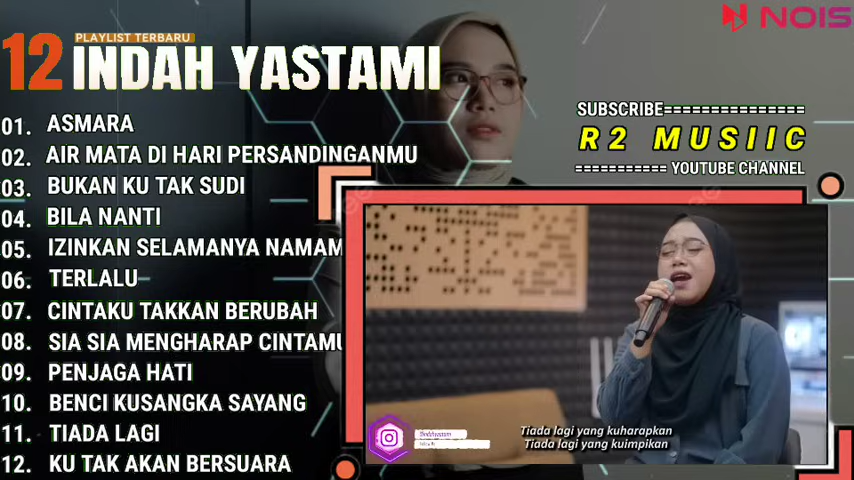 NOIS
PLAYLIST TERBARU
12 INDAH YASTAMI
SUBSCRIBE===============
R2 MUSIIC
=========== YOUTUBE CHANNEL
01. ASMARA
02. AIR MATA DI HARI PERSANDINGANMU
03. BUKAN KU TAK SUDI
04. BILA NANTI
05. IZINKAN SELAMANYA NAMAM
06. TERLALU
07. CINTAKU TAKKAN BERUBAH
08. SIA SIA MENGHARAP CINTAMU
09. PENJAGA HATI
10. BENCI KUSANGKA SAYANG
11. TIADA LAGI
12. KU TAK AKAN BERSUARA
Tiada lagi yang kuharapkan
Tiada lagi yang kuimpikan